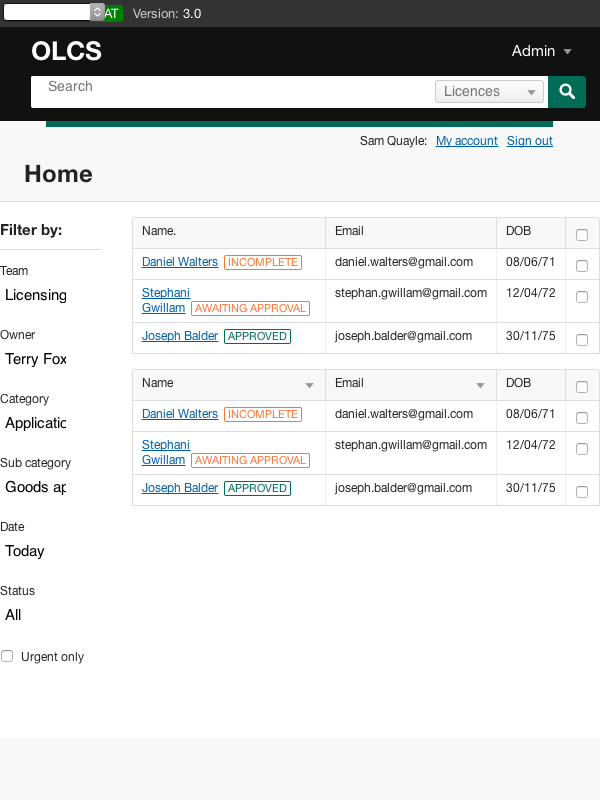 AT Version: 3.0
OLCS
Admin
Search
Licences
Sam Quayle: My account Sign out
Home
Filter by:
Team
Licensing
Owner
Terry Fox
Category
Applicatic
Sub category
Goods ap
Date
Today
Status
All
Urgent only
Name. Email DOB
Daniel Walters INCOMPLETE daniel.walters@gmail.com 08/06/71
Stephani
Gwillam AWAITING APPROVAL stephan.gwillam@gmail.com 12/04/72
Joseph Balder APPROVED joseph.balder@gmail.com 30/11/75
Name Email DOB
Daniel Walters INCOMPLETE daniel.walters@gmail.com 08/06/71
Stephani
Gwillam AWAITING APPROVAL stephan.gwillam@gmail.com 12/04/72
Joseph Balder APPROVED joseph.balder@gmail.com 30/11/75